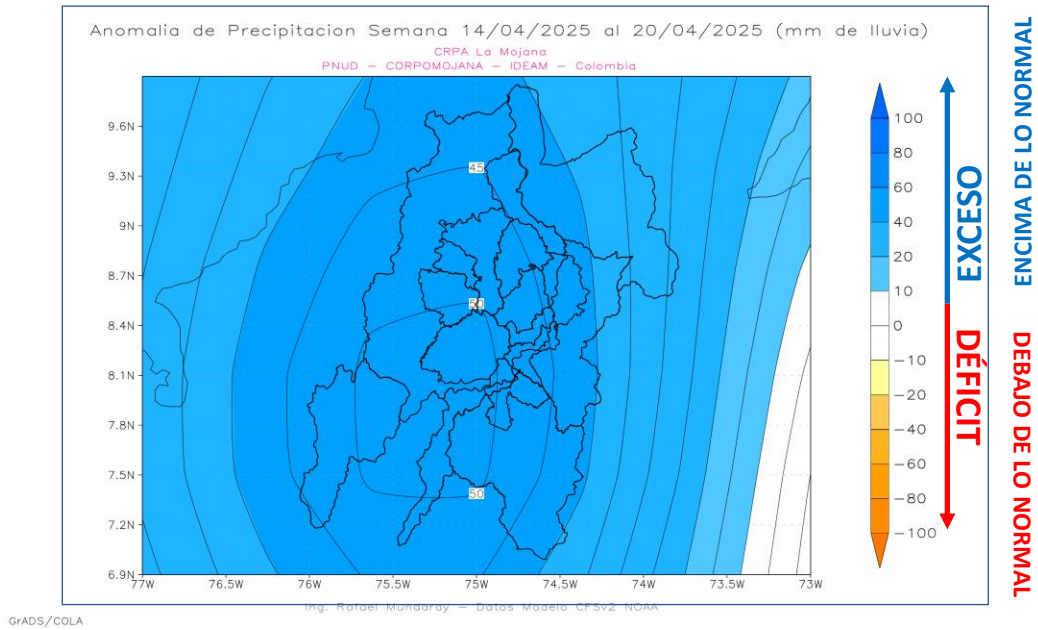 Anomalia de Precipitacion Semana 14/04/2025 al 20/04/2025 (mm de lluvia)
CRPA La Mojana
PNUD – CORPOMOJANA – IDEAM – Colombia
9.6N
9.3N
9N
8.7N
8.4N
8.1N
7.8N
7.5N
7.2N
6.9N
45
50
50
77W
76.5W
76W
75.5W
75W
74.5W
74W
73.5W
73W
100
80
60
40
20
10
0
−10
−20
−40
−60
−80
−100
EXCESO
DÉFICIT
ENCIMA DE LO NORMAL
DEBAJO DE LO NORMAL
Ing. Rafael Mundaray – Datos Modelo CFSv2 NOAA
GrADS/COLA